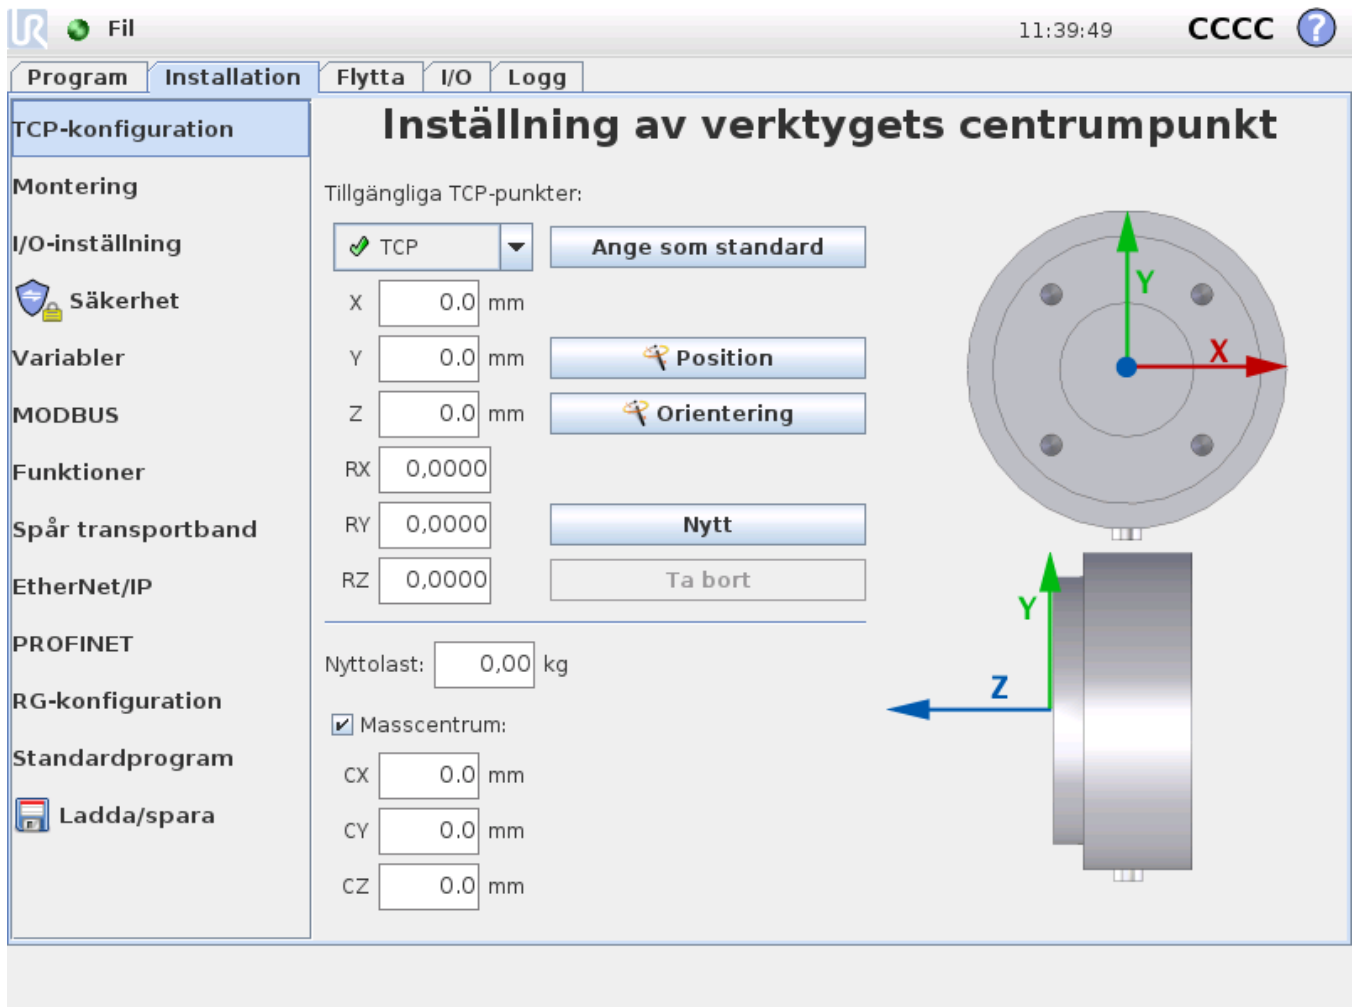 UR Fil 11:39:49 CCCC ?
Program Installation Flytta I/O Logg
TCP-konfiguration
Montering
I/O-inställning
Säkerhet
Variabler
MODBUS
Funktioner
Spår transportband
EtherNet/IP
PROFINET
RG-konfiguration
Standardprogram
Ladda/spara
Inställning av verktygets centrumpunkt
Tillgängliga TCP-punkter:
TCP Ange som standard
X 0.0 mm
Y 0.0 mm Position
Z 0.0 mm Orientering
RX 0,0000
RY 0,0000 Nytt
RZ 0,0000 Ta bort
Nyttolast: 0,00 kg
Masscentrum:
CX 0.0 mm
CY 0.0 mm
CZ 0.0 mm
Y
X
Y
Z